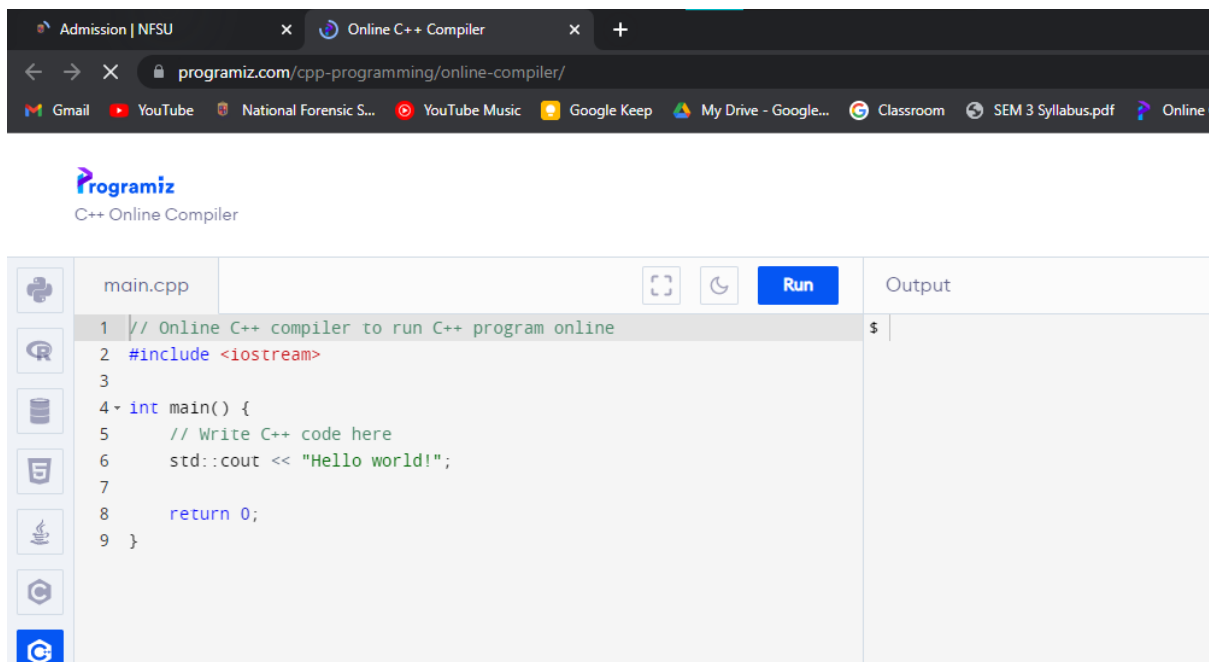 Admission | NFSU
Online C++ Compiler
programiz.com/cpp-programming/online-compiler/
Gmail YouTube National Forensic S... YouTube Music Google Keep My Drive - Google... Classroom SEM 3 Syllabus.pdf Online
Programiz
C++ Online Compiler
main.cpp Run Output
1 // Online C++ compiler to run C++ program online
$
2 #include <iostream>
3
4 int main() {
5 // Write C++ code here
6 std::cout << "Hello world!";
7
8 return 0;
9 }